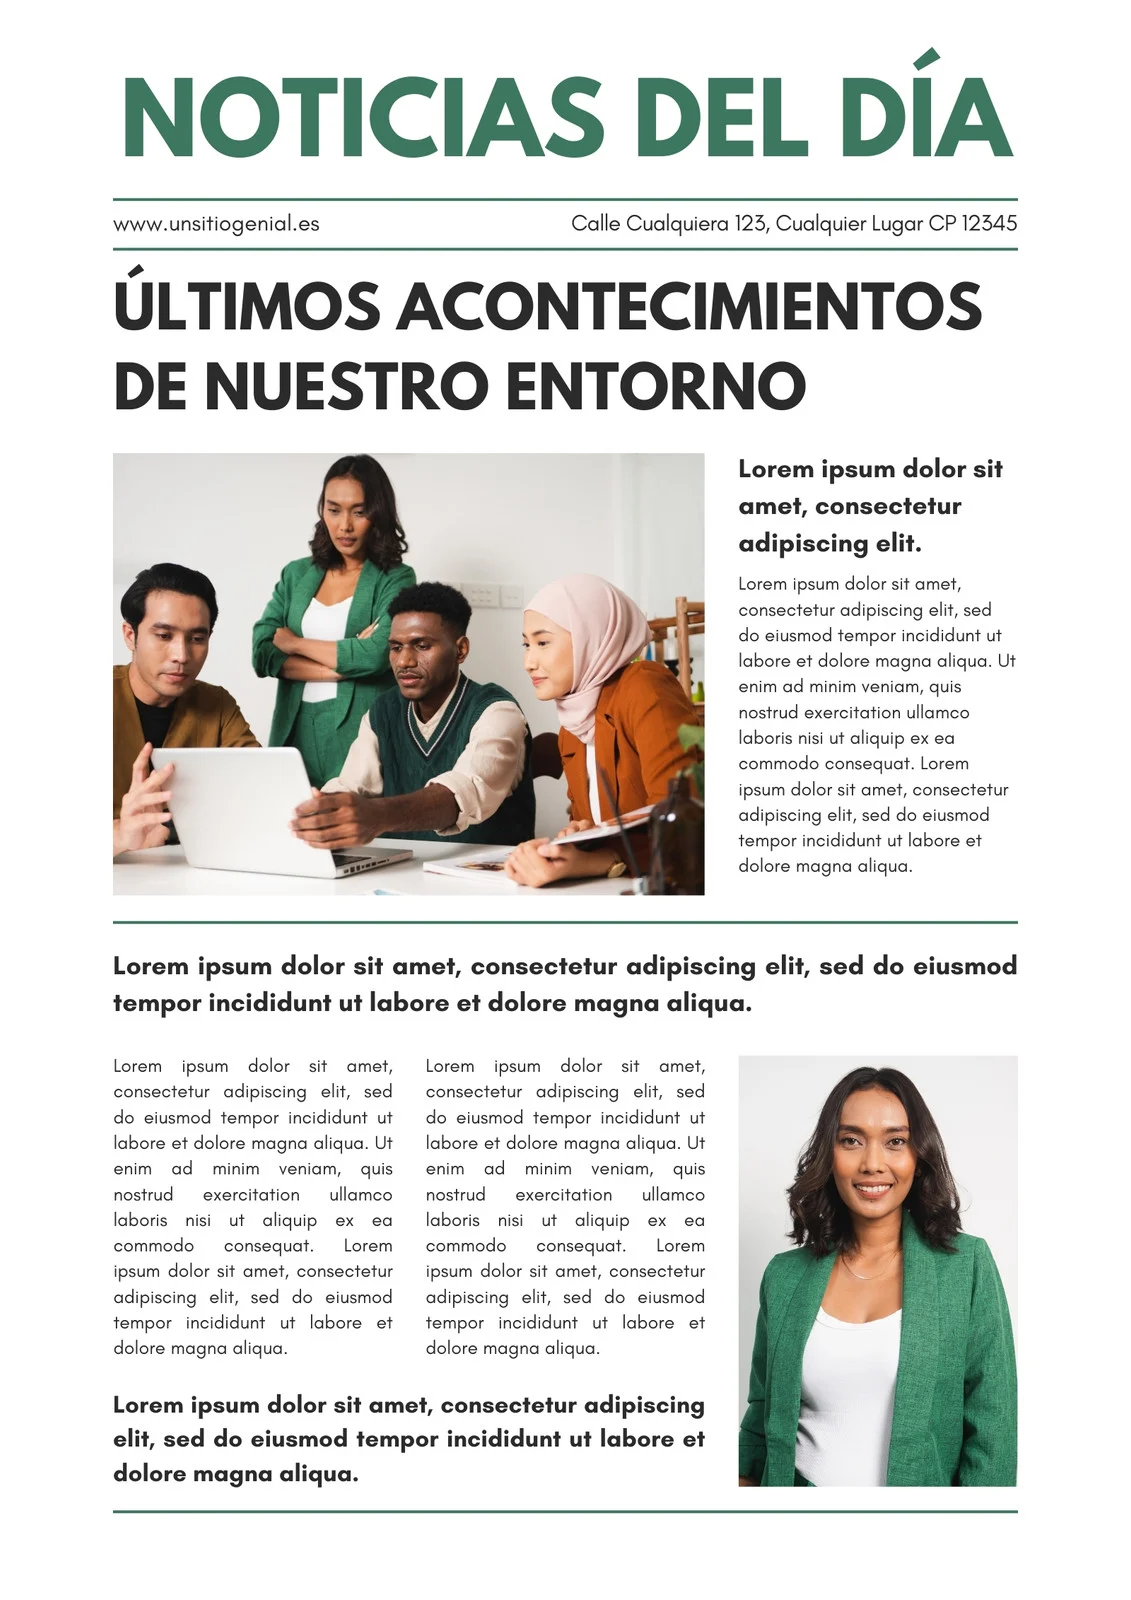 NOTICIAS DEL DÍA
www.unsitiogenial.es
Calle Cualquiera 123, Cualquier Lugar CP 12345
ÚLTIMOS ACONTECIMIENTOS
DE NUESTRO ENTORNO
Lorem ipsum dolor sit
amet, consectetur
adipiscing elit.
Lorem ipsum dolor sit amet,
consectetur adipiscing elit, sed
do eiusmod tempor incididunt ut
labore et dolore magna aliqua. Ut
enim ad minim veniam, quis
nostrud exercitation ullamco
laboris nisi ut aliquip ex ea
commodo consequat. Lorem
ipsum dolor sit amet, consectetur
adipiscing elit, sed do eiusmod
tempor incididunt ut labore et
dolore magna aliqua.
Lorem ipsum dolor sit amet, consectetur adipiscing elit, sed do eiusmod
tempor incididunt ut labore et dolore magna aliqua.
Lorem ipsum dolor sit amet,
consectetur adipiscing elit, sed
do eiusmod tempor incididunt ut
labore et dolore magna aliqua. Ut
enim ad minim veniam, quis
nostrud exercitation ullamco
laboris nisi ut aliquip ex ea
commodo consequat. Lorem
ipsum dolor sit amet, consectetur
adipiscing elit, sed do eiusmod
tempor incididunt ut labore et
dolore magna aliqua.
Lorem ipsum dolor sit amet,
consectetur adipiscing elit, sed
do eiusmod tempor incididunt ut
labore et dolore magna aliqua. Ut
enim ad minim veniam, quis
nostrud exercitation ullamco
laboris nisi ut aliquip ex ea
commodo consequat. Lorem
ipsum dolor sit amet, consectetur
adipiscing elit, sed do eiusmod
tempor incididunt ut labore et
dolore magna aliqua.
Lorem ipsum dolor sit amet, consectetur adipiscing
elit, sed do eiusmod tempor incididunt ut labore et
dolore magna aliqua.